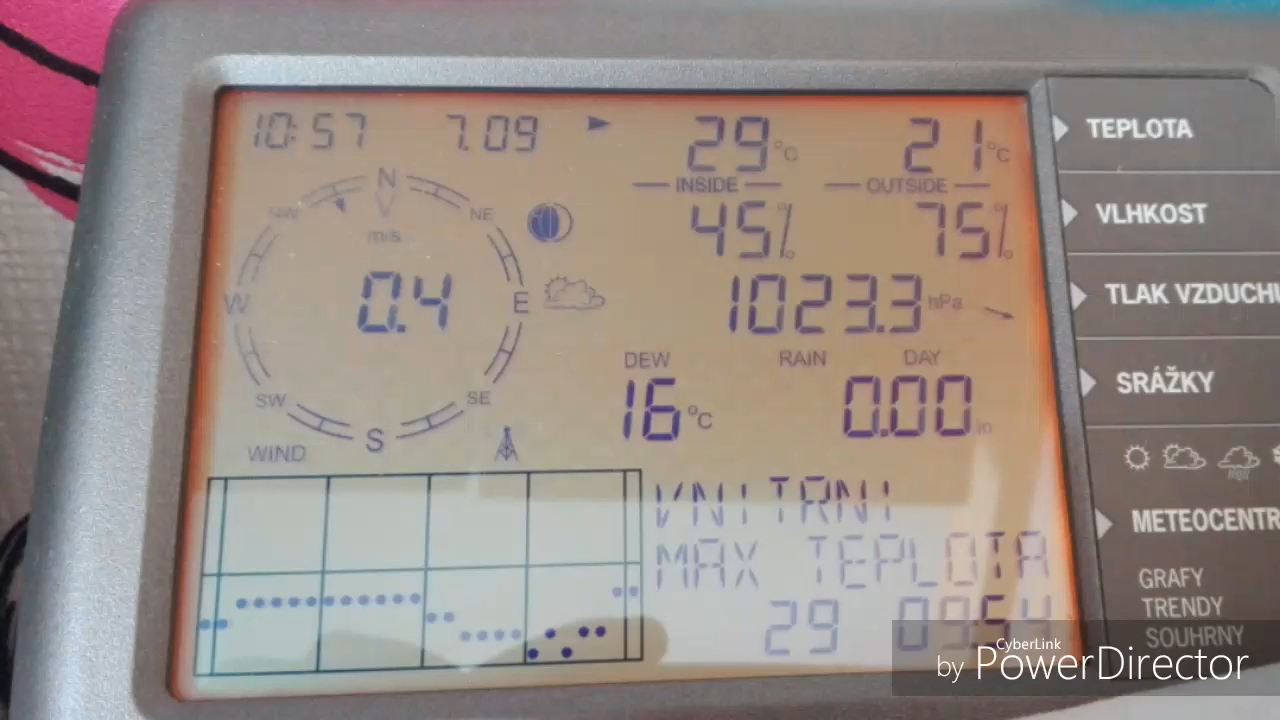 10:57 7.09 29°C 21°C
INSIDE OUTSIDE
45% 75%
N
NW NE
m/s
W 0.4 E
1023.3 hPa
DEW RAIN DAY
16°C 0.00 in
SW SE
S
WIND
VNITRNI
MAX TEPLOTA
29 09:54
TEPLOTA
VLHKOST
TLAK VZDUCHU
SRÁŽKY
METEOCENTR
GRAFY
TRENDY
SOUHRNY
CyberLink
by PowerDirector